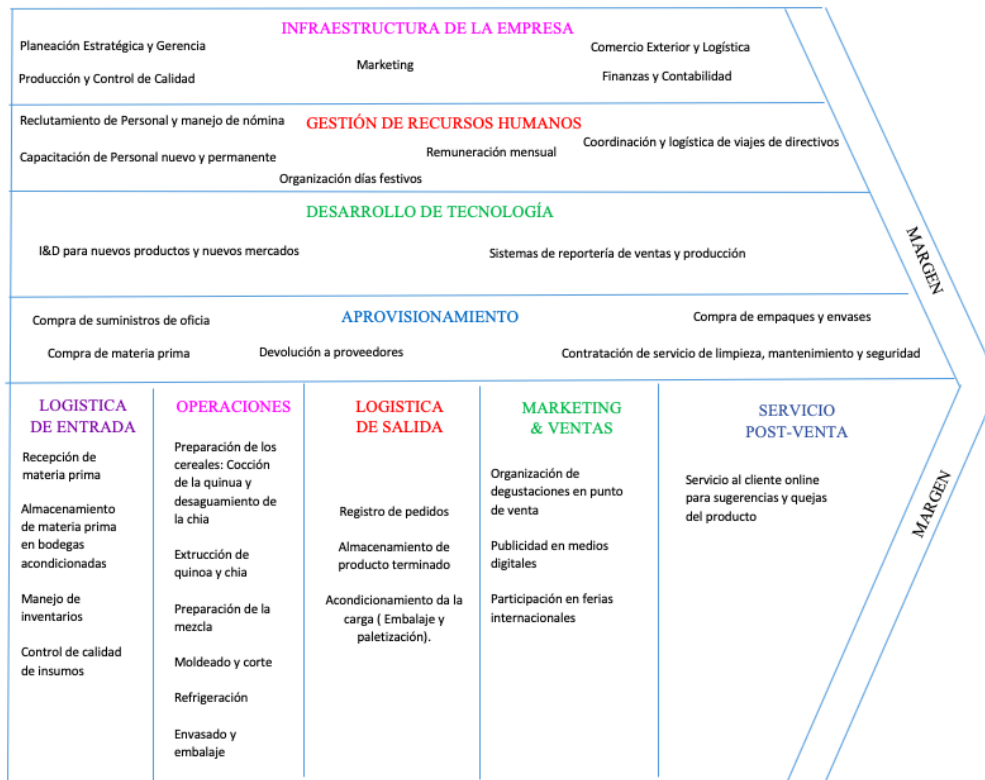 INFRAESTRUCTURA DE LA EMPRESA
Planeación Estratégica y Gerencia
Comercio Exterior y Logística
Marketing
Producción y Control de Calidad
Finanzas y Contabilidad
Reclutamiento de Personal y manejo de nómina
GESTIÓN DE RECURSOS HUMANOS
Coordinación y logística de viajes de directivos
Remuneración mensual
Capacitación de Personal nuevo y permanente
Organización días festivos
DESARROLLO DE TECNOLOGÍA
I&D para nuevos productos y nuevos mercados
Sistemas de reportería de ventas y producción
MARGEN
Compra de suministros de oficia
APROVISIONAMIENTO
Compra de empaques y envases
Compra de materia prima
Devolución a proveedores
Contratación de servicio de limpieza, mantenimiento y seguridad
LOGISTICA
DE ENTRADA
Recepción de
materia prima
Almacenamiento
de materia prima
en bodegas
acondicionadas
Manejo de
inventarios
Control de calidad
de insumos
OPERACIONES
Preparación de los
cereales: Cocción
de la quinua y
desaguamiento de
la chia
Extrucción de
quinoa y chia
Preparación de la
mezcla
Moldeado y corte
Refrigeración
Envasado y
embalaje
LOGISTICA
DE SALIDA
Registro de pedidos
Almacenamiento de
producto terminado
Acondicionamiento da la
carga ( Embalaje y
paletización).
MARKETING
& VENTAS
Organización de
degustaciones en punto
de venta
Publicidad en medios
digitales
Participación en ferias
internacionales
SERVICIO
POST-VENTA
Servicio al cliente online
para sugerencias y quejas
del producto
MARGEN